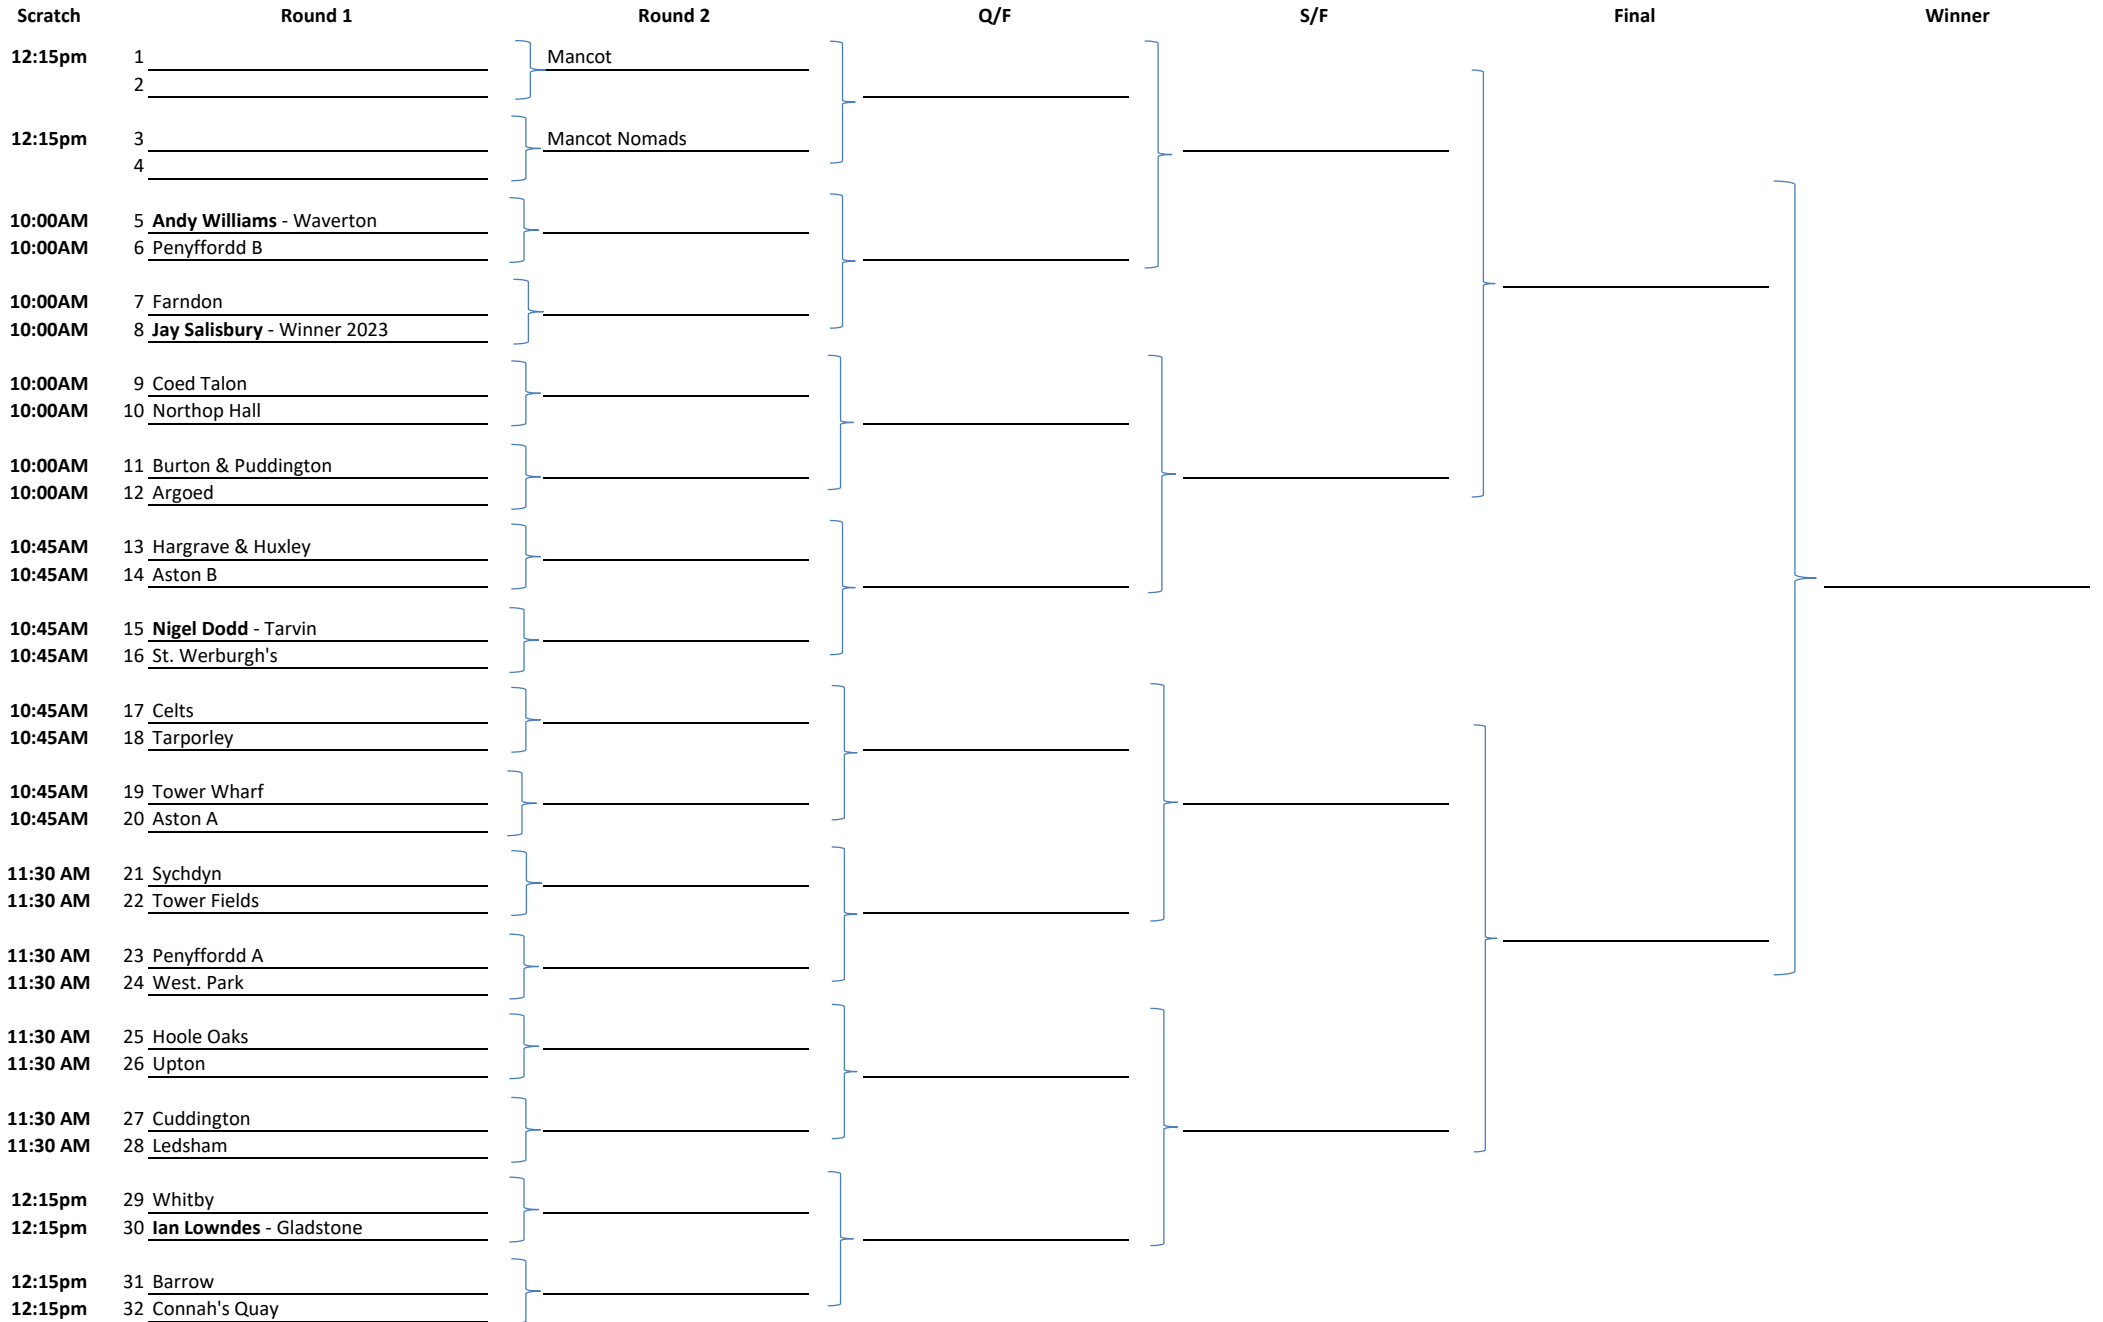 Scratch Round 1 Round 2 Q/F S/F Final Winner
12:15pm 1 Mancot
2
12:15pm 3 Mancot Nomads
4
10:00AM 5 Andy Williams - Waverton
10:00AM 6 Penyffordd B
10:00AM 7 Farndon
10:00AM 8 Jay Salisbury - Winner 2023
10:00AM 9 Coed Talon
10:00AM 10 Northop Hall
10:00AM 11 Burton & Puddington
10:00AM 12 Argoed
10:45AM 13 Hargrave & Huxley
10:45AM 14 Aston B
10:45AM 15 Nigel Dodd - Tarvin
10:45AM 16 St. Werburgh's
10:45AM 17 Celts
10:45AM 18 Tarporley
10:45AM 19 Tower Wharf
10:45AM 20 Aston A
11:30 AM 21 Sychdyn
11:30 AM 22 Tower Fields
11:30 AM 23 Penyffordd A
11:30 AM 24 West. Park
11:30 AM 25 Hoole Oaks
11:30 AM 26 Upton
11:30 AM 27 Cuddington
11:30 AM 28 Ledsham
12:15pm 29 Whitby
12:15pm 30 Ian Lowndes - Gladstone
12:15pm 31 Barrow
12:15pm 32 Connah's Quay